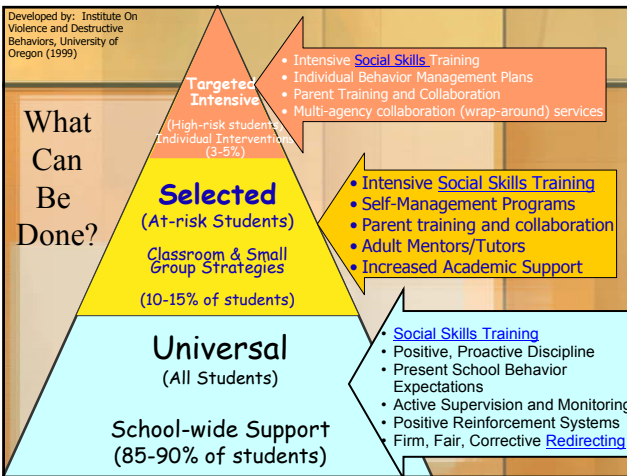 Developed by: Institute On
Violence and Destructive
Behaviors, University of
Oregon (1999)
What
Can
Be
Done?
Targeted
Intensive
(High-risk students)
Individual Interventions
(3-5%)
• Intensive Social Skills Training
• Individual Behavior Management Plans
• Parent Training and Collaboration
• Multi-agency collaboration (wrap-around) services
Selected
(At-risk Students)
Classroom & Small
Group Strategies
(10-15% of students)
• Intensive Social Skills Training
• Self-Management Programs
• Parent training and collaboration
• Adult Mentors/Tutors
• Increased Academic Support
Universal
(All Students)
School-wide Support
(85-90% of students)
• Social Skills Training
• Positive, Proactive Discipline
• Present School Behavior
Expectations
• Active Supervision and Monitoring
• Positive Reinforcement Systems
• Firm, Fair, Corrective Redirecting